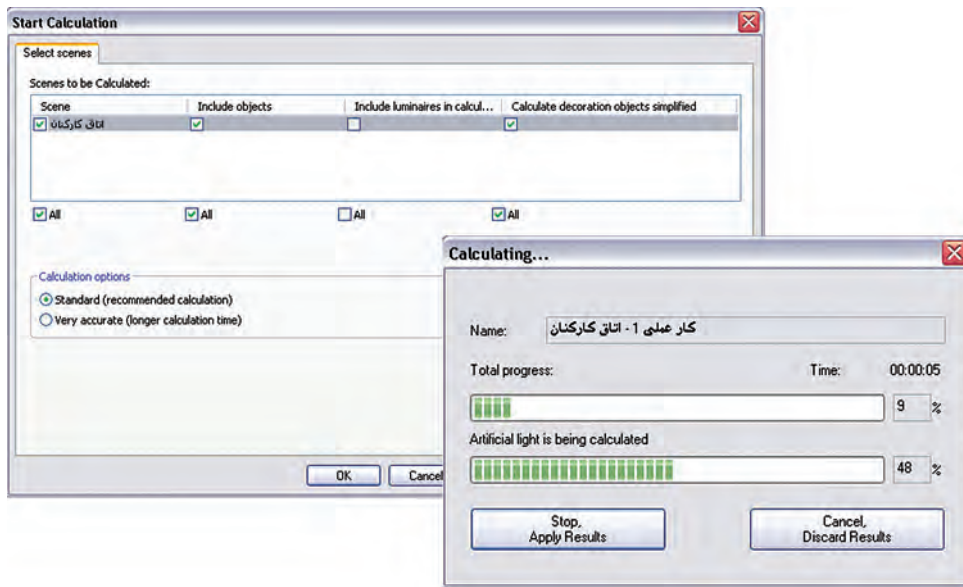 Start Calculation
Select scenes
Scenes to be Calculated:
Scene Include objects Include luminaires in calcul... Calculate decoration objects simplified
اتاق کارکنان
All All All All
Calculation options
Standard (recommended calculation)
Very accurate (longer calculation time)
OK Cancel
Calculating...
Name: کار عملی 1 - اتاق کارکنان
Total progress: Time: 00:00:05
9 %
Artificial light is being calculated
48 %
Stop, Cancel,
Apply Results Discard Results